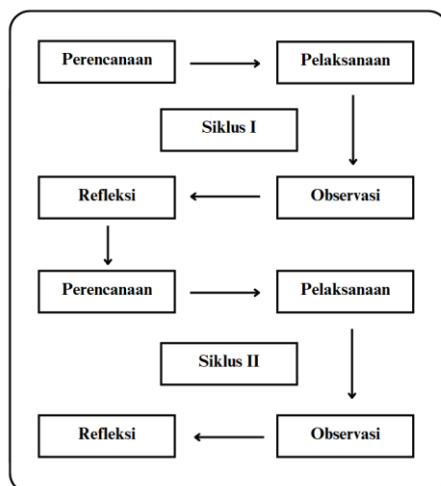 Perencanaan
Pelaksanaan
Siklus I
Refleksi
Observasi
Perencanaan
Pelaksanaan
Siklus II
Refleksi
Observasi